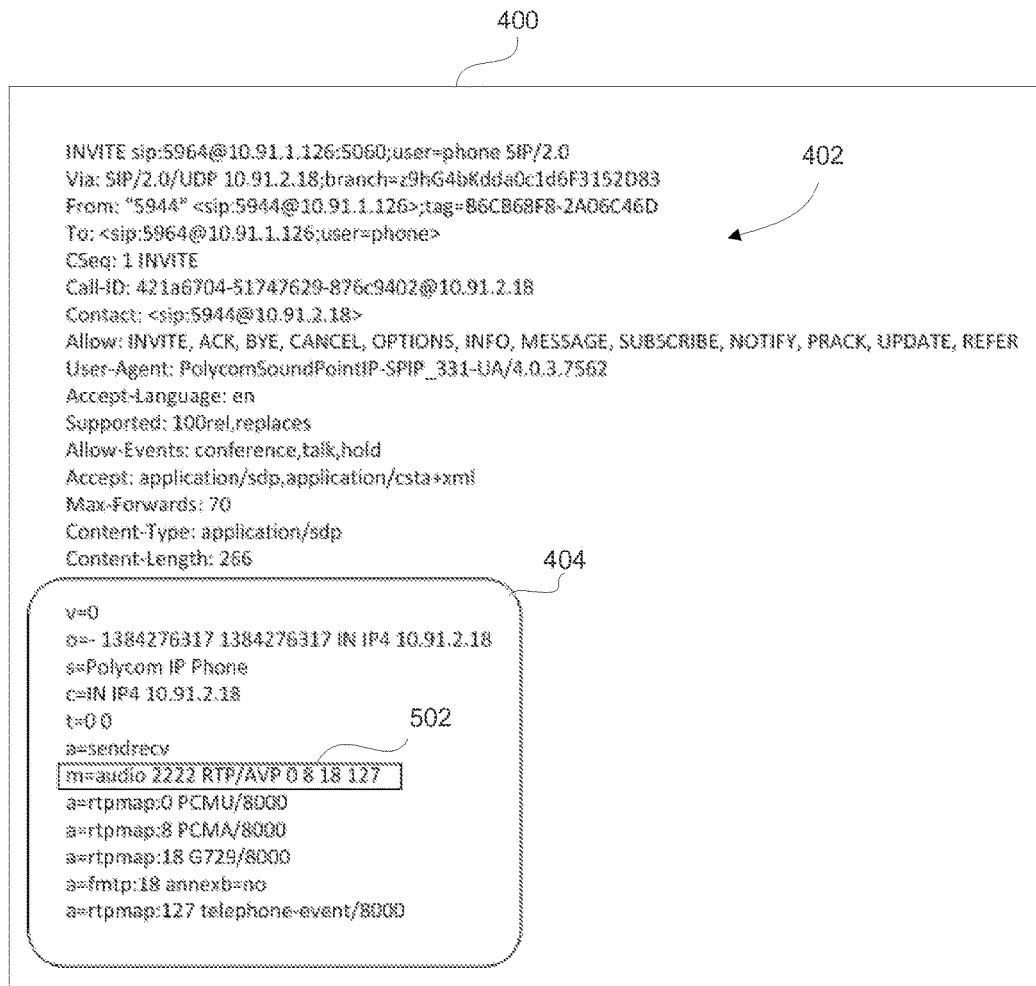 400
402
INVITE sip:5964@10.91.1.126:5060;user=phone SIP/2.0
Via: SIP/2.0/UDP 10.91.2.18;branch=z9hG4bKdda0c1d6F3152D83
From: "5944" <sip:5944@10.91.1.126>;tag=B6CB68F8-2A06C46D
To: <sip:5964@10.91.1.126;user=phone>
CSeq: 1 INVITE
Call-ID: 421a6704-51747629-876c9402@10.91.2.18
Contact: <sip:5944@10.91.2.18>
Allow: INVITE, ACK, BYE, CANCEL, OPTIONS, INFO, MESSAGE, SUBSCRIBE, NOTIFY, PRACK, UPDATE, REFER
User-Agent: PolycomSoundPointIP-SPIP_331-UA/4.0.3.7562
Accept-Language: en
Supported: 100rel,replaces
Allow-Events: conference,talk,hold
Accept: application/sdp,application/csta+xml
Max-Forwards: 70
Content-Type: application/sdp
Content-Length: 266
404
v=0
o=- 1384276317 1384276317 IN IP4 10.91.2.18
s=Polycom IP Phone
c=IN IP4 10.91.2.18
t=0 0
502
a=sendrecv
m=audio 2222 RTP/AVP 0 8 18 127
a=rtpmap:0 PCMU/8000
a=rtpmap:8 PCMA/8000
a=rtpmap:18 G729/8000
a=fmtp:18 annexb=no
a=rtpmap:127 telephone-event/8000